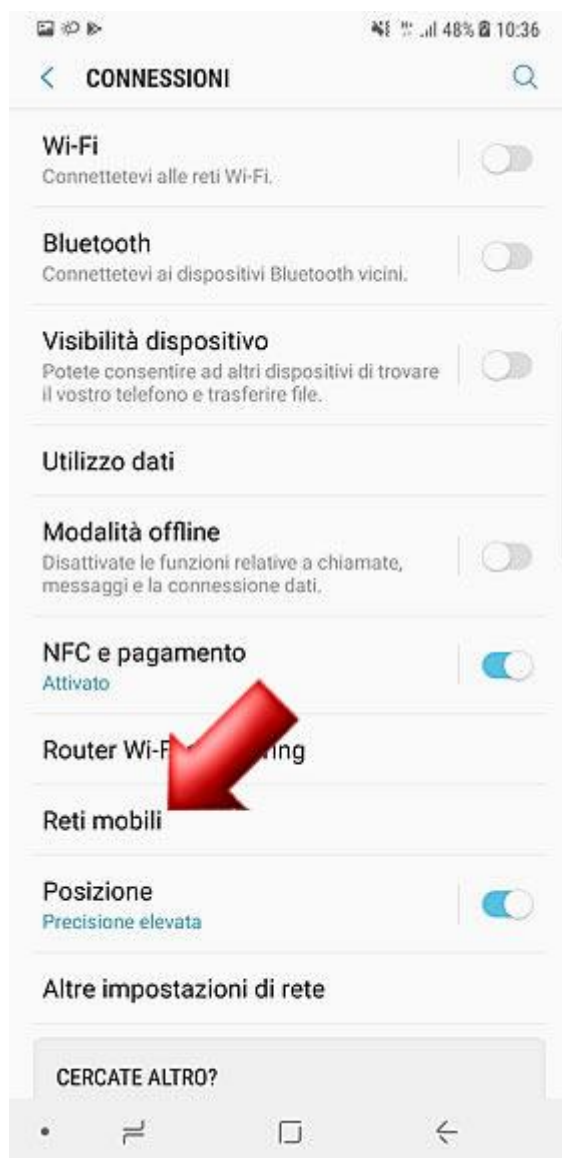 48% 10:36
CONNESSIONI
Wi-Fi
Connettetevi alle reti Wi-Fi.
Bluetooth
Connettetevi ai dispositivi Bluetooth vicini.
Visibilità dispositivo
Potete consentire ad altri dispositivi di trovare
il vostro telefono e trasferire file.
Utilizzo dati
Modalità offline
Disattivate le funzioni relative a chiamate,
messaggi e la connessione dati.
NFC e pagamento
Attivato
Router
Reti mobili
Posizione
Precisione elevata
Altre impostazioni di rete
CERCATE ALTRO?